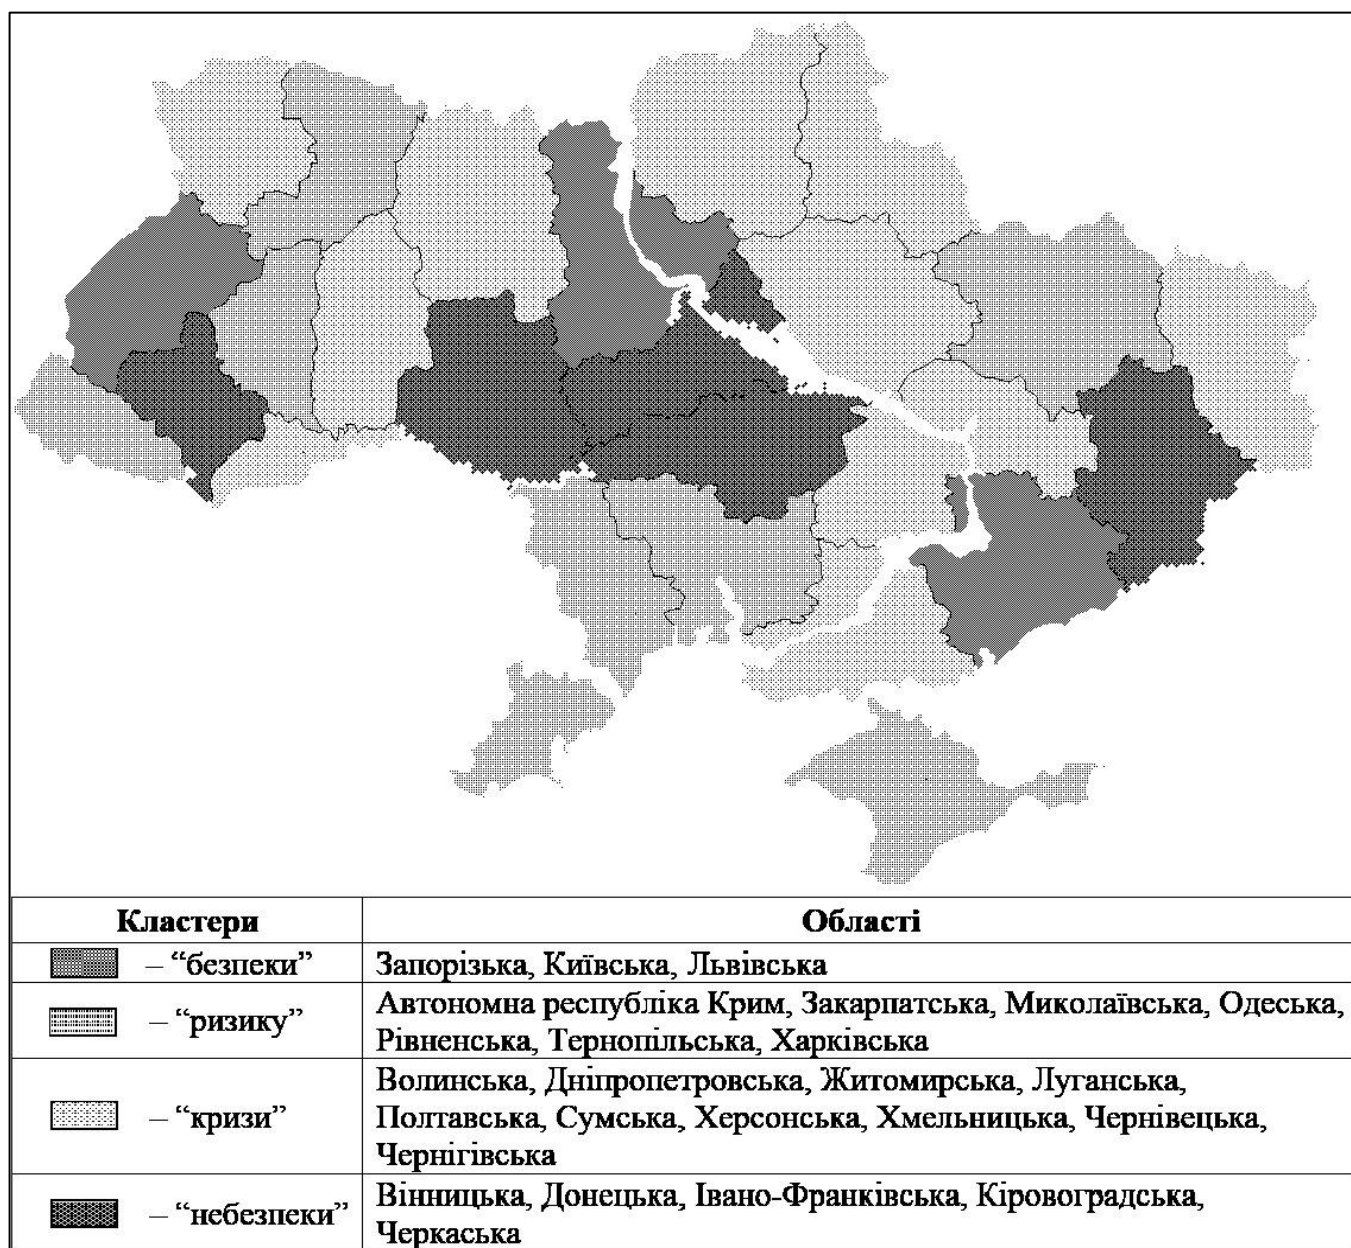 Кластери
Області
– “безпеки”
Запорізька, Київська, Львівська
– “ризику”
Автономна республіка Крим, Закарпатська, Миколаївська, Одеська,
Рівненська, Тернопільська, Харківська
– “кризи”
Волинська, Дніпропетровська, Житомирська, Луганська,
Полтавська, Сумська, Херсонська, Хмельницька, Чернівецька,
Чернігівська
– “небезпеки”
Вінницька, Донецька, Івано-Франківська, Кіровоградська,
Черкаська